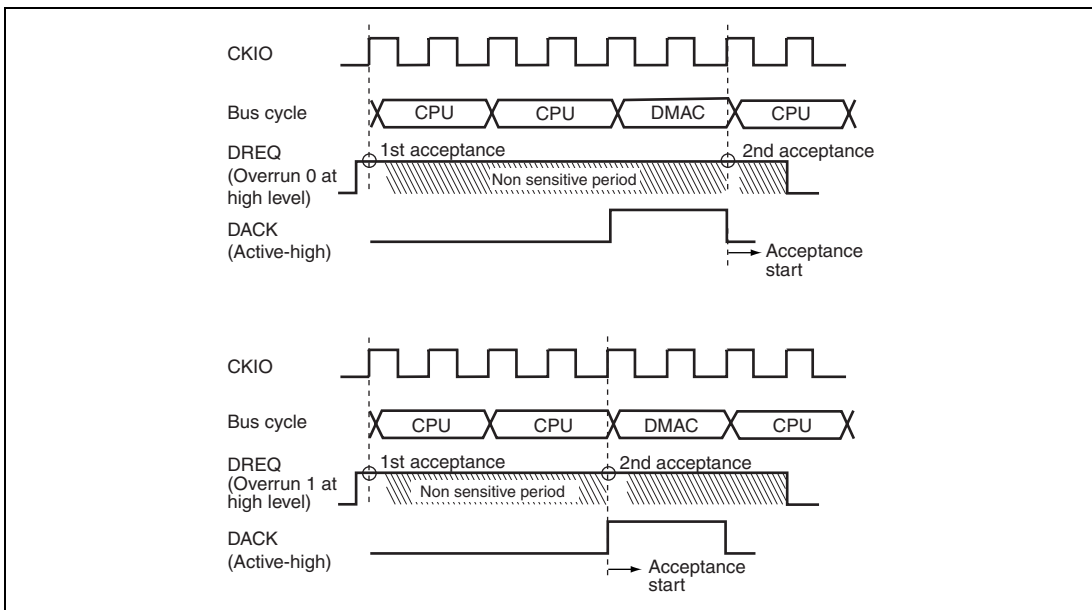 CKIO
Bus cycle
CPU
CPU
DMAC
CPU
DREQ
(Overrun 0 at
high level)
1st acceptance
2nd acceptance
Non sensitive period
DACK
(Active-high)
Acceptance
start
CKIO
Bus cycle
CPU
CPU
DMAC
CPU
DREQ
(Overrun 1 at
high level)
1st acceptance
2nd acceptance
Non sensitive period
DACK
(Active-high)
Acceptance
start